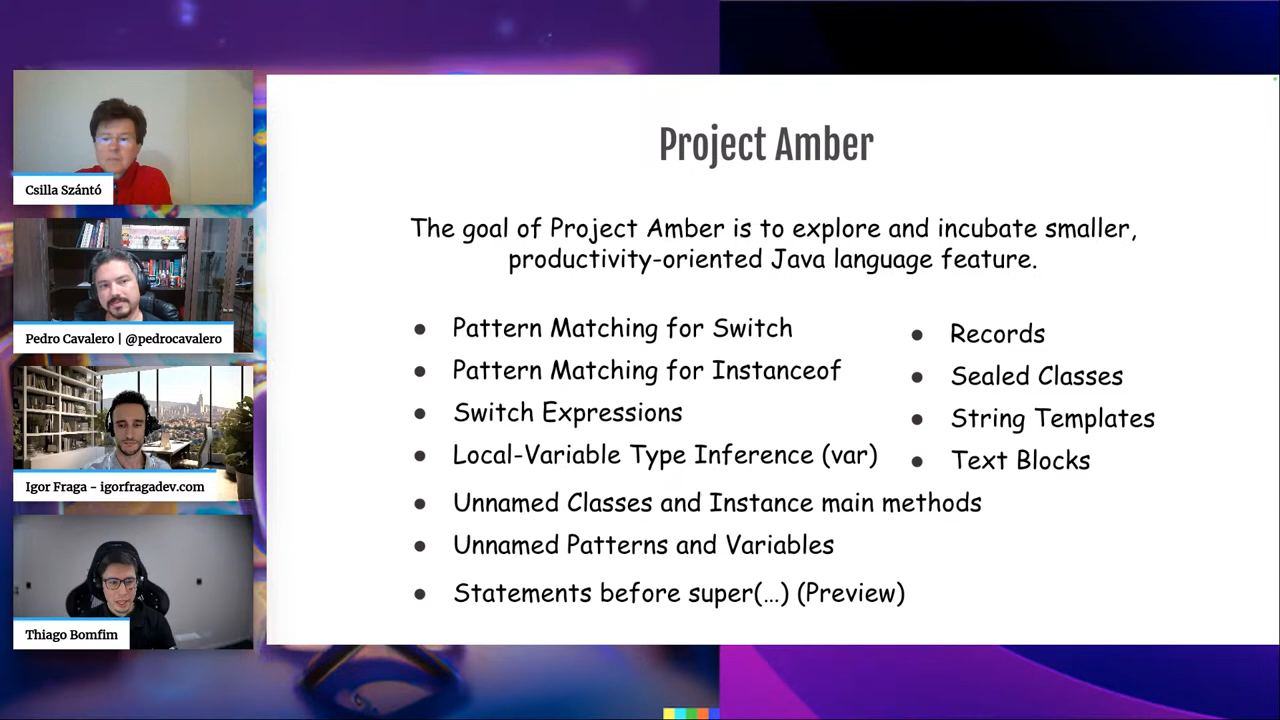 Csilla Szántó
Pedro Cavalero | @pedrocavalero
Igor Fraga - igorfragadev.com
Thiago Bomfim
Project Amber
The goal of Project Amber is to explore and incubate smaller,
productivity-oriented Java language feature.
● Pattern Matching for Switch
● Pattern Matching for Instanceof
● Switch Expressions
● Local-Variable Type Inference (var)
● Unnamed Classes and Instance main methods
● Unnamed Patterns and Variables
● Statements before super(…) (Preview)
● Records
● Sealed Classes
● String Templates
● Text Blocks